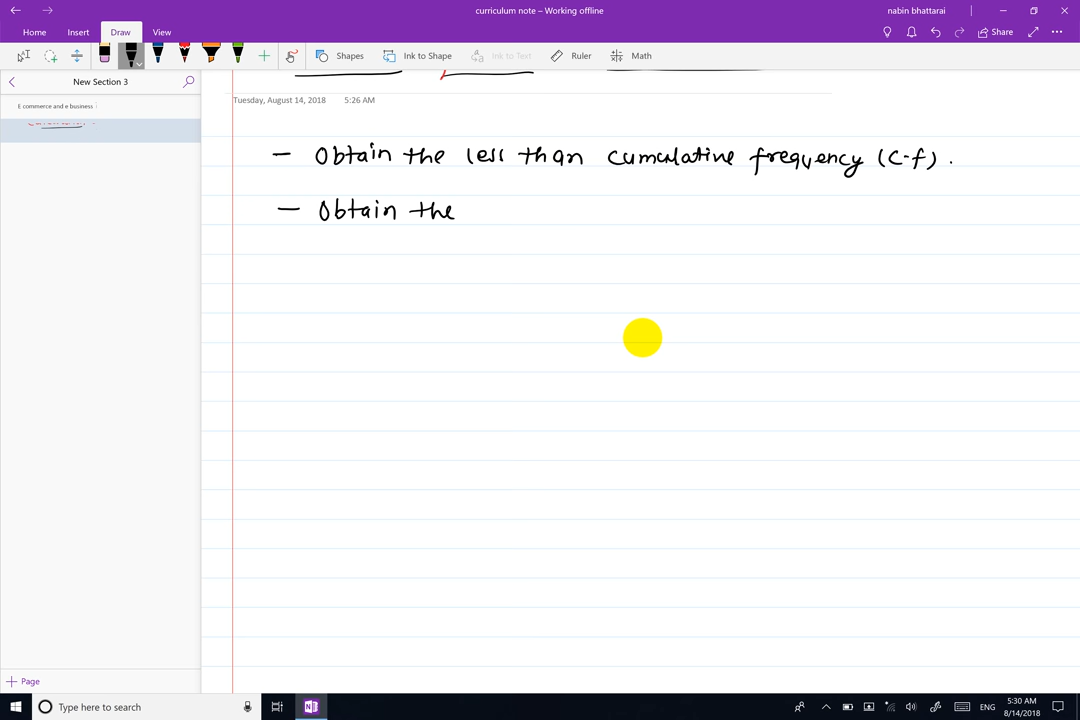 curriculum note – Working offline
nabin bhattarai
Home Insert Draw View
Share
Shapes Ink to Shape Ink to Text Ruler Math
New Section 3
E commerce and e business
Tuesday, August 14, 2018 5:26 AM
– Obtain the less than cumulative frequency (c.f) .
– Obtain the
Page
Type here to search
ENG
5:30 AM
8/14/2018